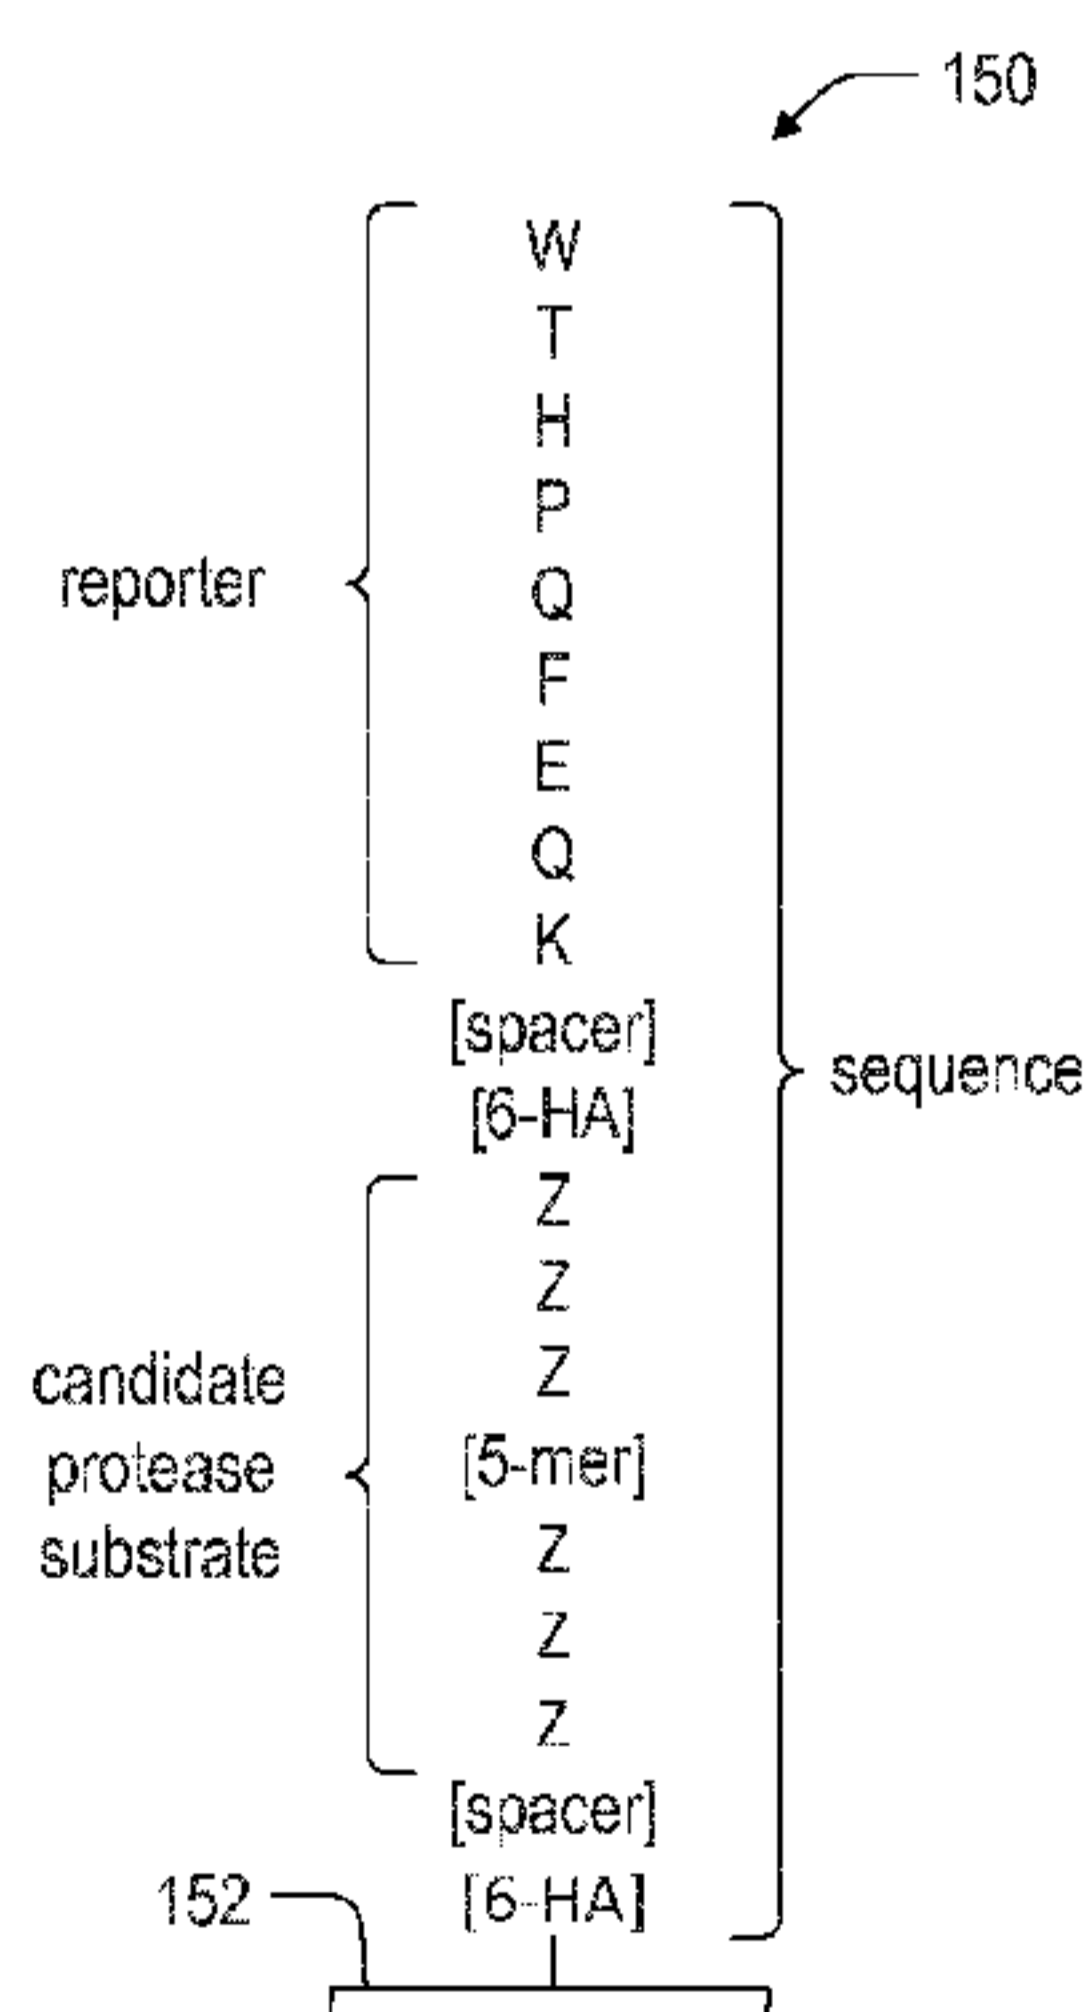 150
W
T
H
P
reporter Q
F
E
Q
K
[spacer]
sequence
[6-HA]
Z
Z
candidate Z
protease [5-mer]
substrate Z
Z
Z
[spacer]
152 [6-HA]